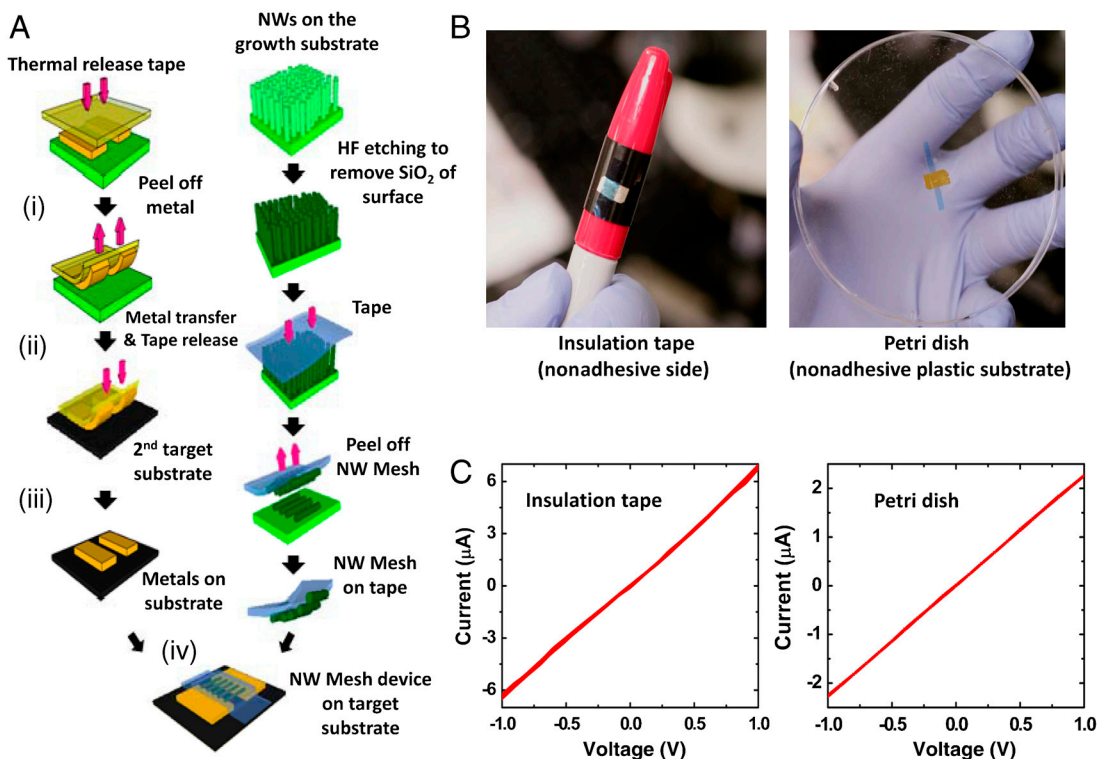 A
Thermal release tape
(i)
Peel off
metal
(ii)
Metal transfer
& Tape release
2nd target
substrate
(iii)
Metals on
substrate
(iv)
NWs on the
growth substrate
HF etching to
remove SiO2 of
surface
Tape
Peel off
NW Mesh
NW Mesh
on tape
NW Mesh device
on target
substrate
B
Insulation tape
(nonadhesive side)
Petri dish
(nonadhesive plastic substrate)
C
Insulation tape
Current (µA)
6
3
0
-3
-6
-1.0 -0.5 0.0 0.5 1.0
Voltage (V)
Petri dish
Current (µA)
2
1
0
-1
-2
-1.0 -0.5 0.0 0.5 1.0
Voltage (V)